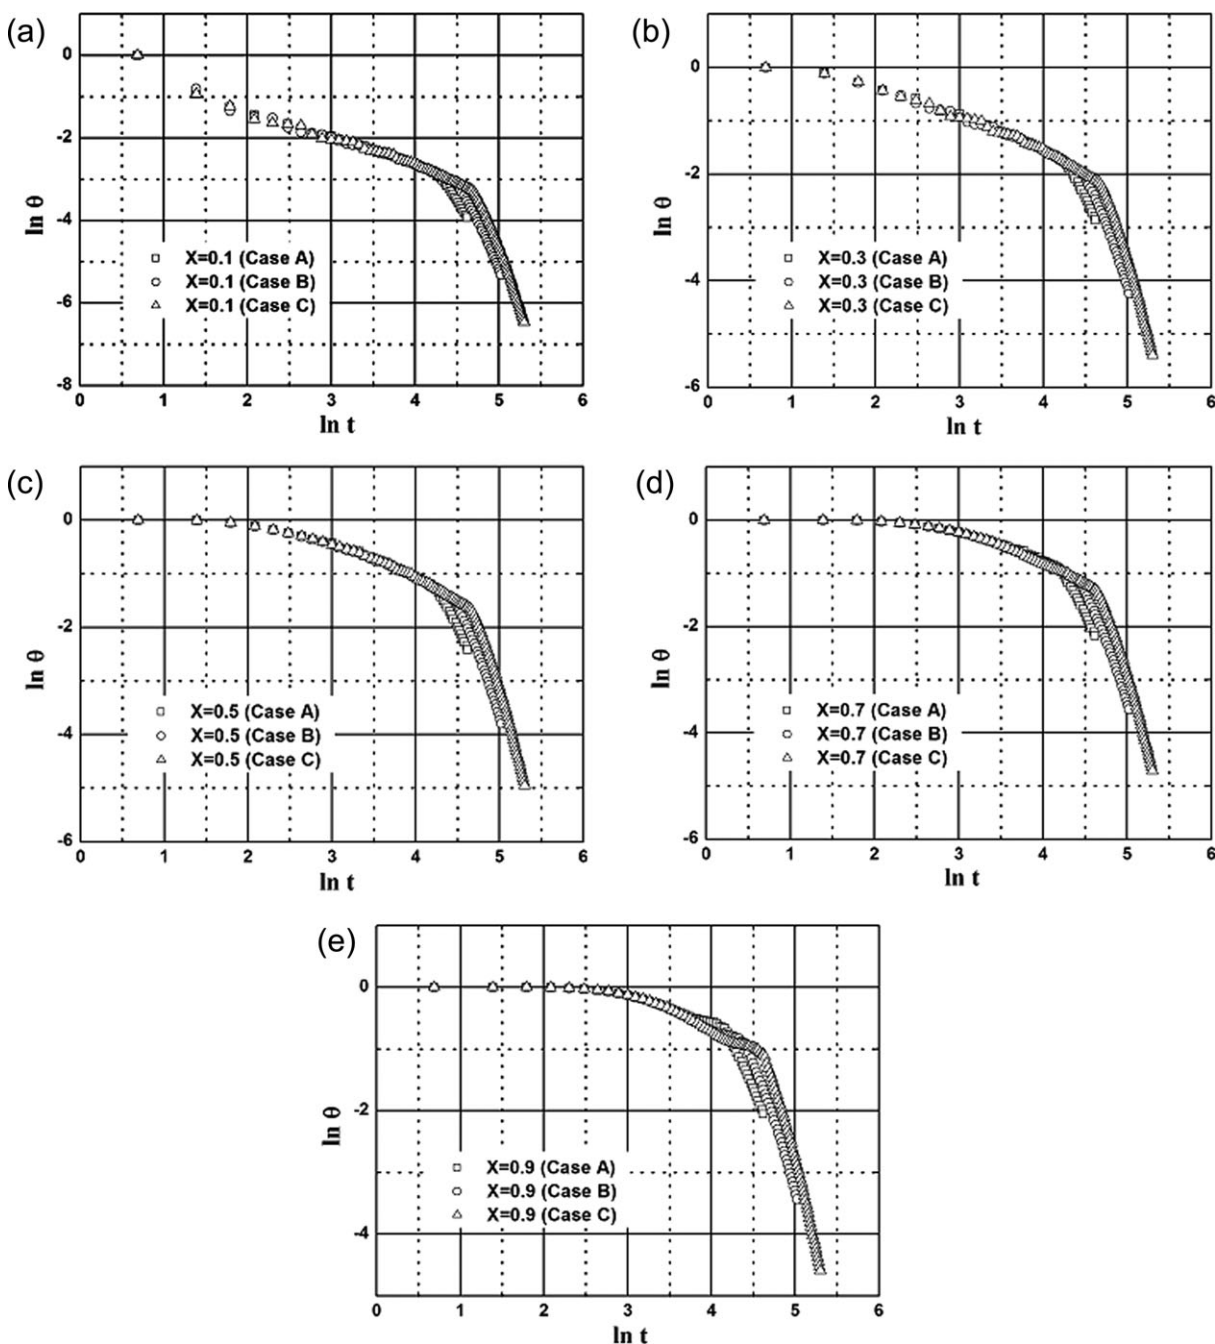 (a)
0
-2
-4
-6
-8
ln θ
X=0.1 (Case A)
X=0.1 (Case B)
X=0.1 (Case C)
0 1 2 3 4 5 6
ln t
(b)
0
-2
-4
-6
ln θ
X=0.3 (Case A)
X=0.3 (Case B)
X=0.3 (Case C)
0 1 2 3 4 5 6
ln t
(c)
0
-2
-4
-6
ln θ
X=0.5 (Case A)
X=0.5 (Case B)
X=0.5 (Case C)
0 1 2 3 4 5 6
ln t
(d)
0
-2
-4
-6
ln θ
X=0.7 (Case A)
X=0.7 (Case B)
X=0.7 (Case C)
0 1 2 3 4 5 6
ln t
(e)
0
-2
-4
ln θ
X=0.9 (Case A)
X=0.9 (Case B)
X=0.9 (Case C)
0 1 2 3 4 5 6
ln t